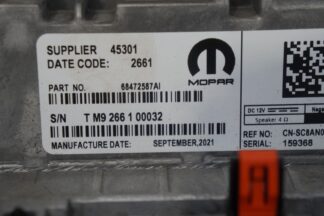 SUPPLIER 45301
DATE CODE: 2661
MOPAR
PART NO. 68472587AI
S/N T M9 266 1 00032
MANUFACTURE DATE: SEPTEMBER, 2021
DC 12V
Speaker 4 Ω
REF NO: CN-SC8AN0
SERIAL: 159368